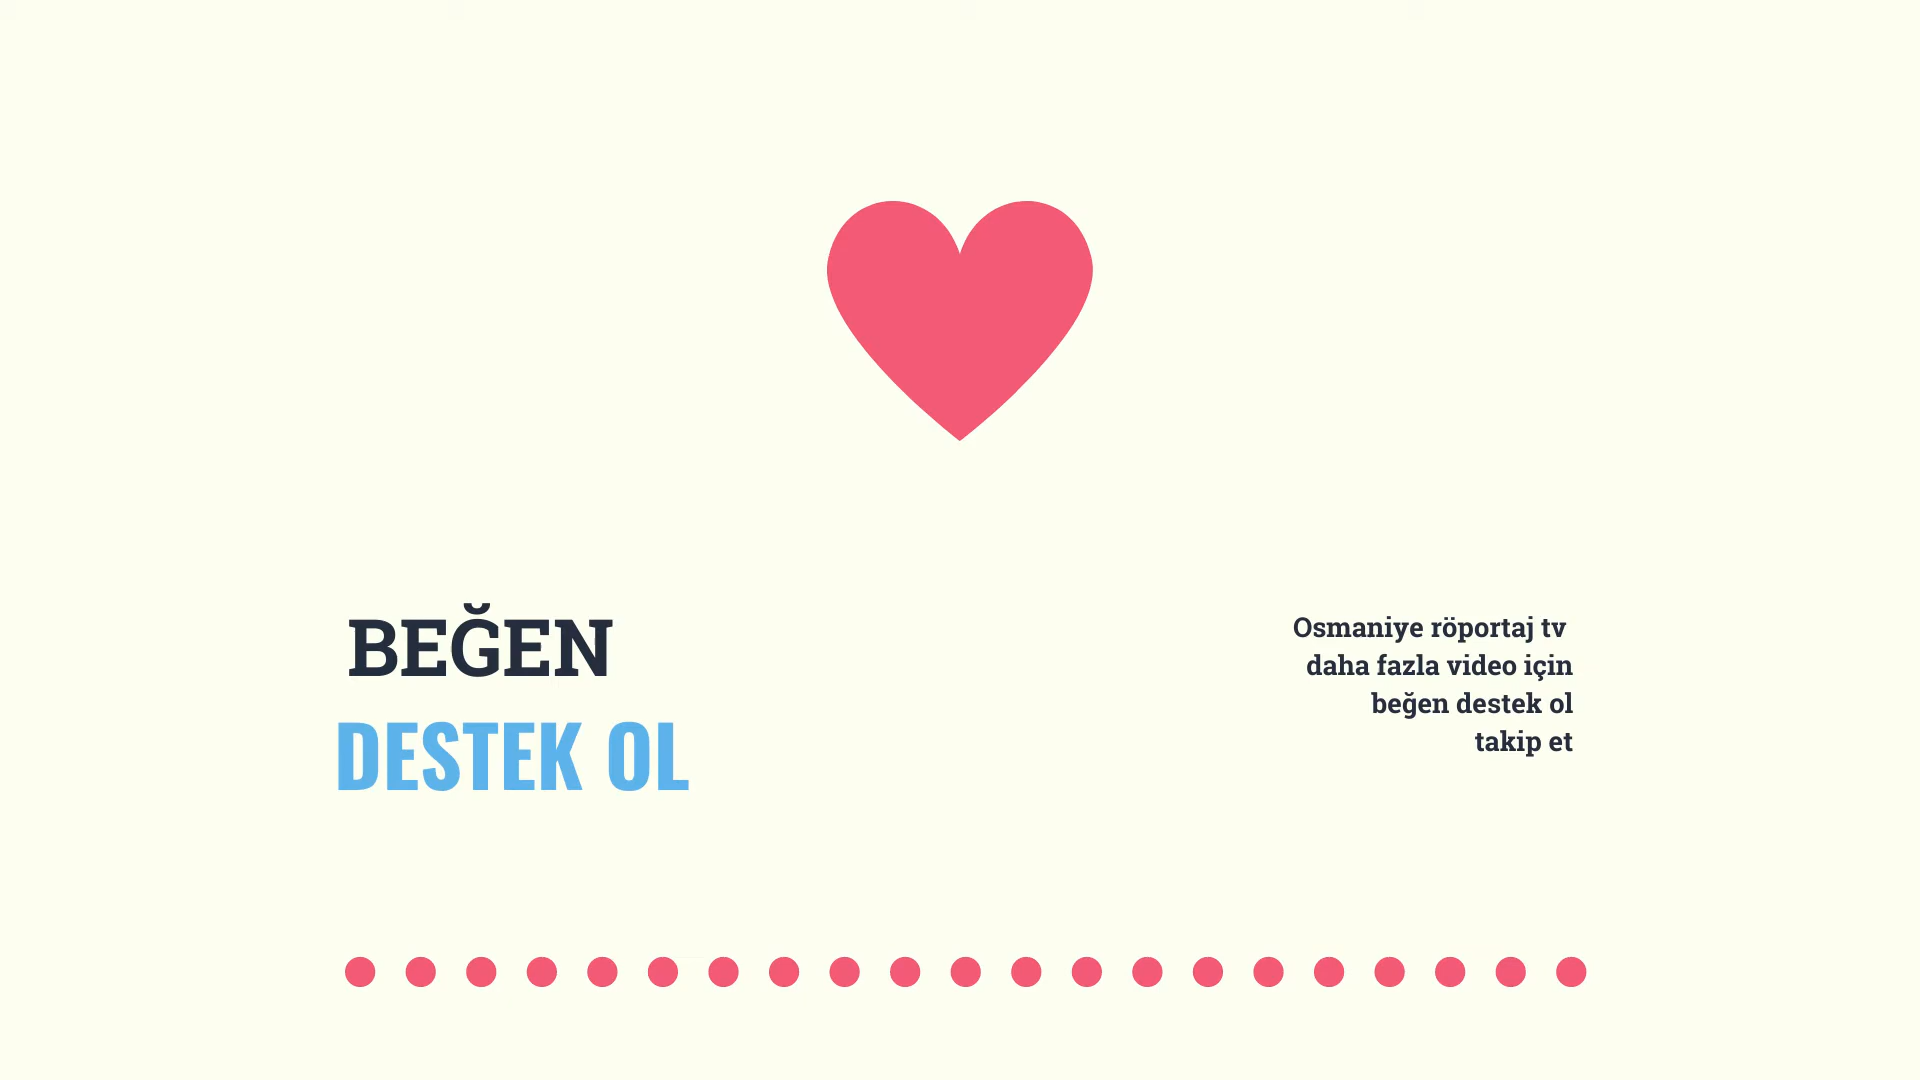 BEĞEN
DESTEK OL
Osmaniye röportaj tv
daha fazla video için
beğen destek ol
takip et